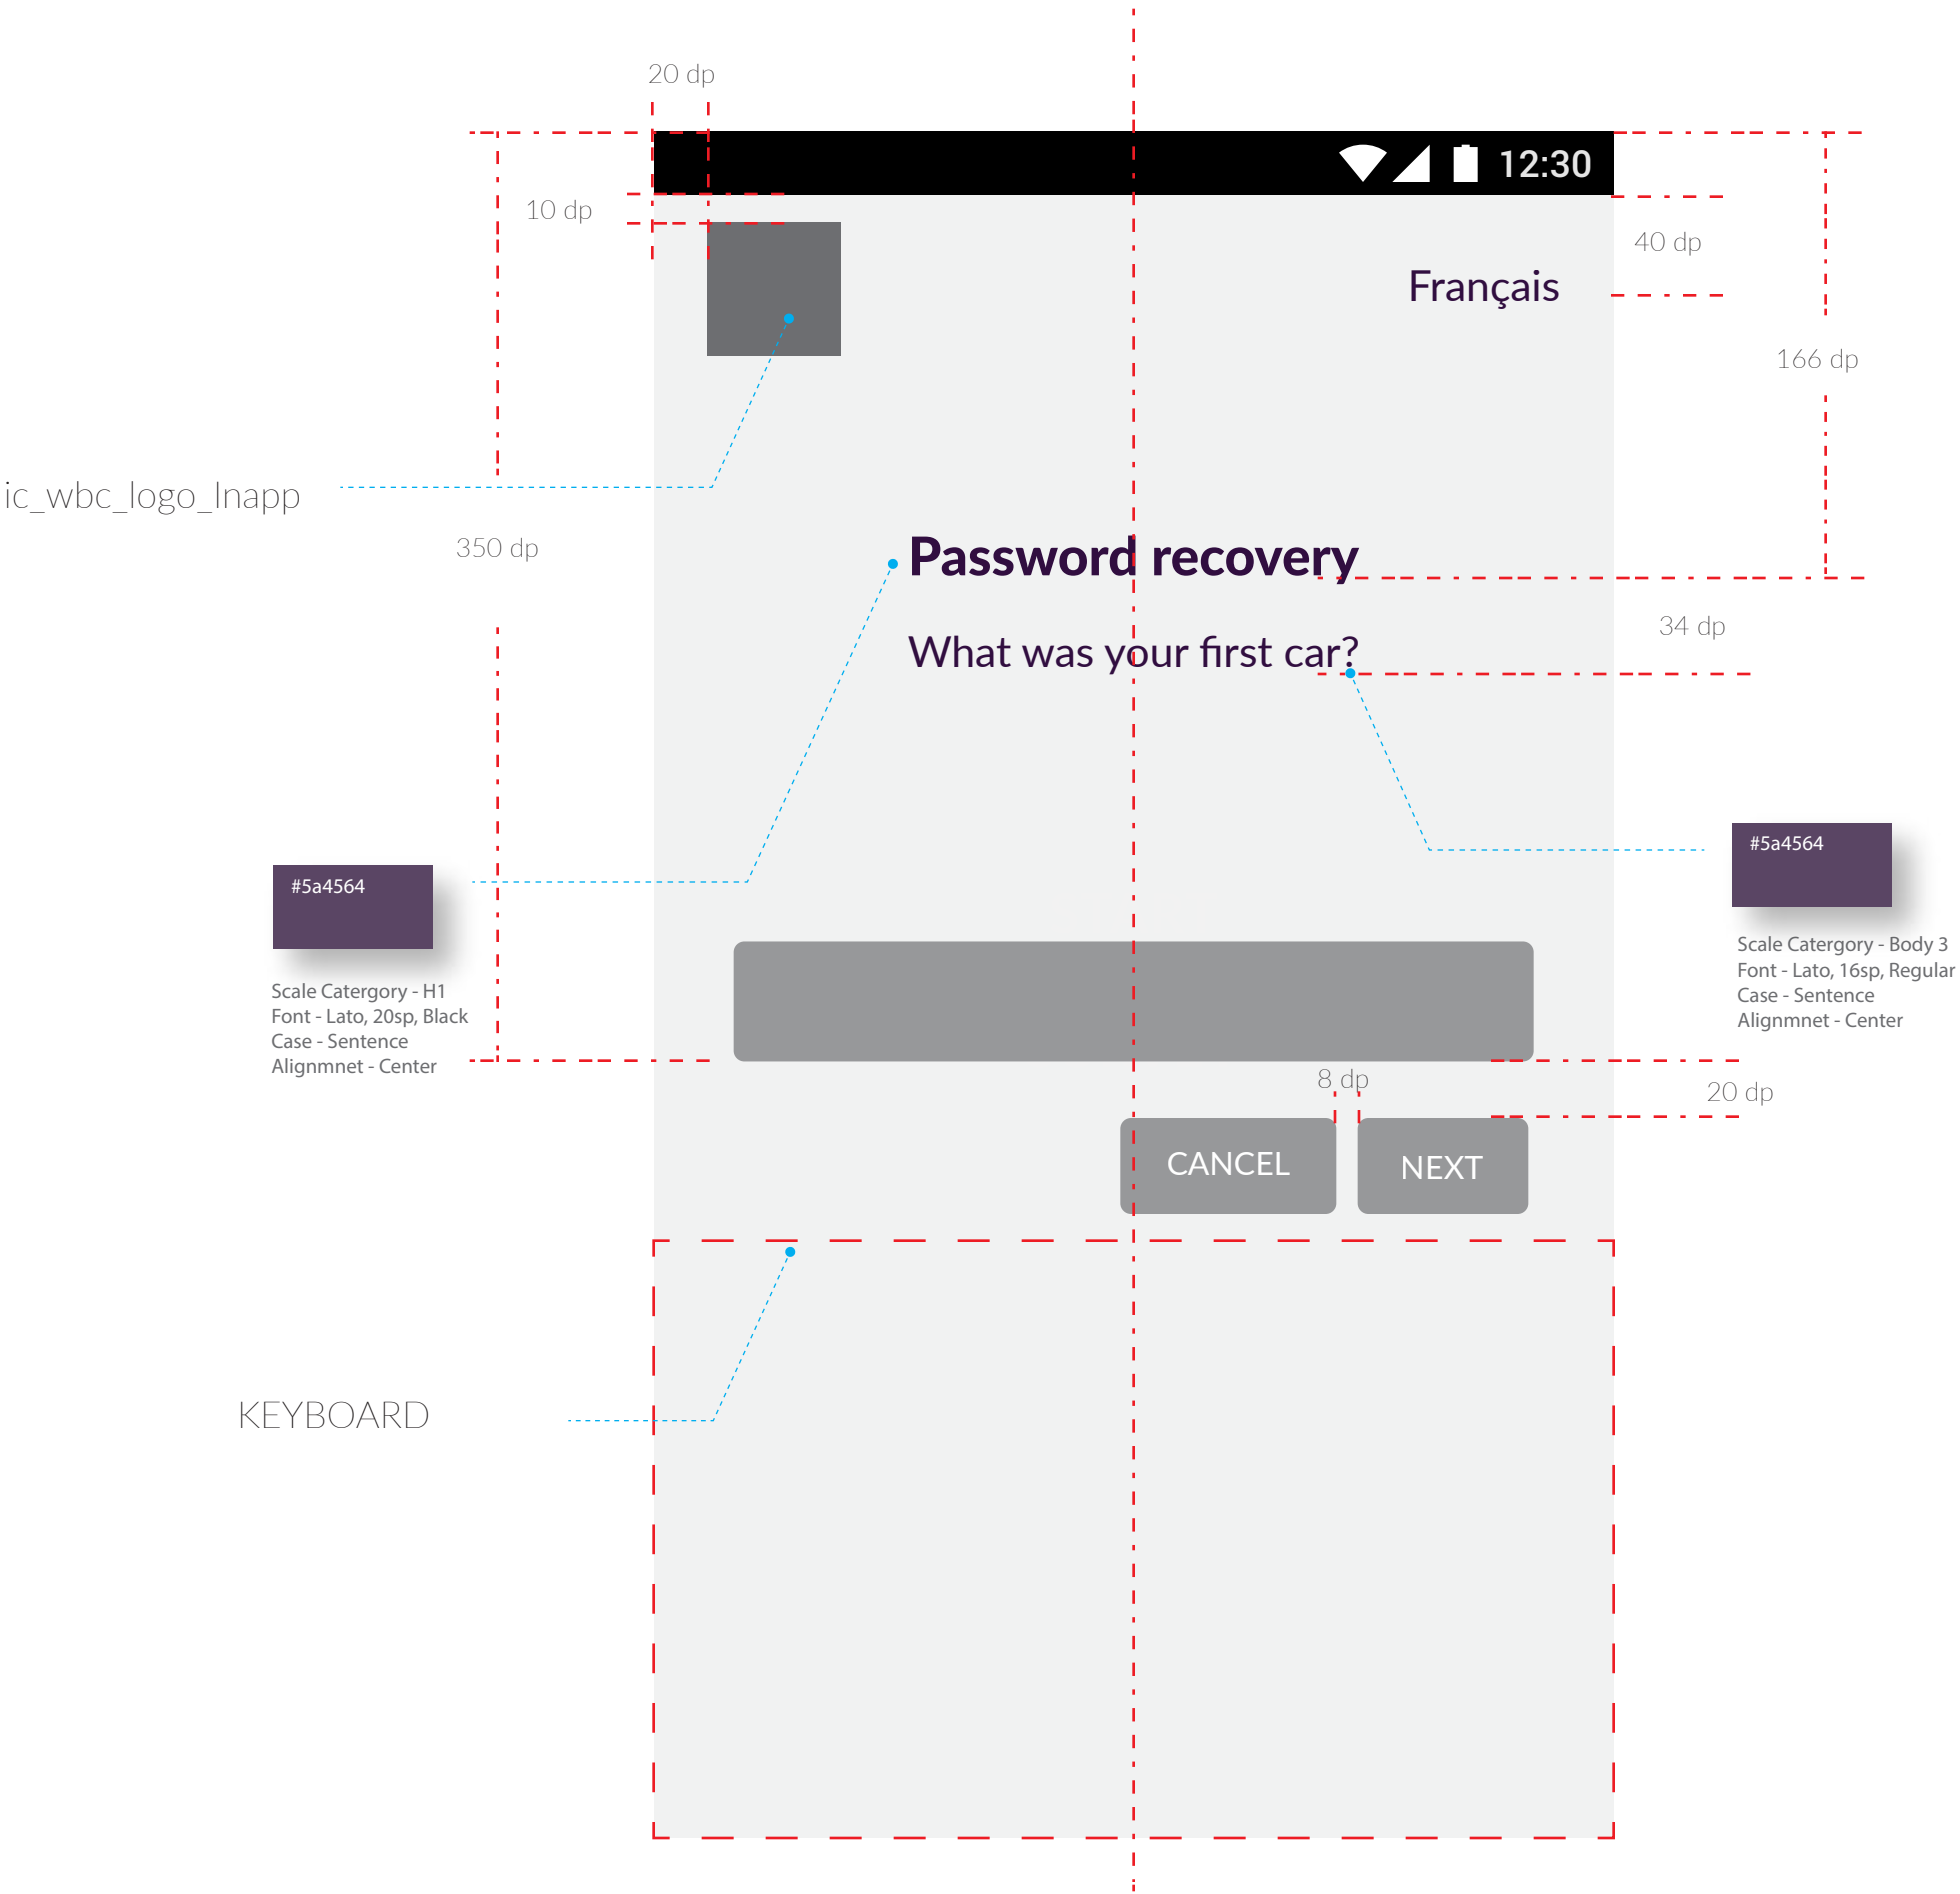 20 dp
12:30
10 dp
40 dp
Français
166 dp
ic_wbc_logo_Inapp
350 dp
Password recovery
34 dp
What was your first car?
#5a4564
#5a4564
Scale Catergory - Body 3
Font - Lato, 16sp, Regular
Case - Sentence
Alignmnet - Center
Scale Catergory - H1
Font - Lato, 20sp, Black
Case - Sentence
Alignmnet - Center
8 dp
20 dp
CANCEL
NEXT
KEYBOARD